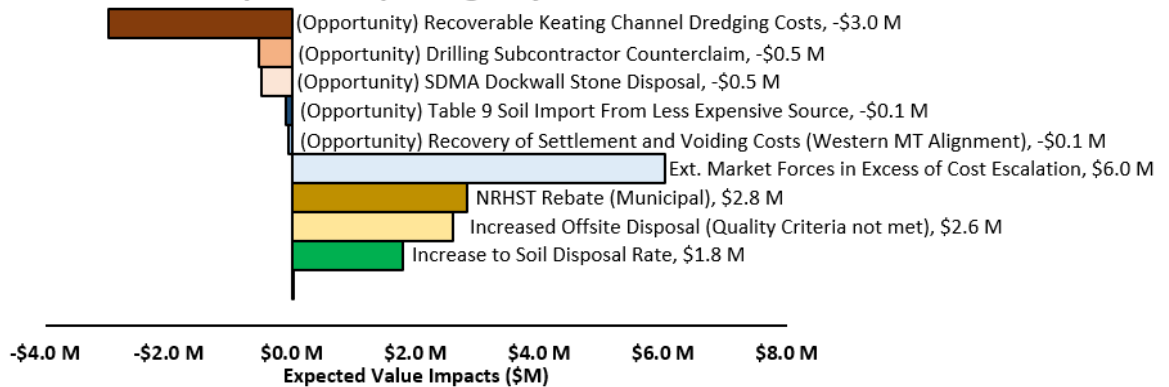 (Opportunity) Recoverable Keating Channel Dredging Costs, -$3.0 M
(Opportunity) Drilling Subcontractor Counterclaim, -$0.5 M
(Opportunity) SDMA Dockwall Stone Disposal, -$0.5 M
(Opportunity) Table 9 Soil Import From Less Expensive Source, -$0.1 M
(Opportunity) Recovery of Settlement and Voiding Costs (Western MT Alignment), -$0.1 M
Ext. Market Forces in Excess of Cost Escalation, $6.0 M
NRHST Rebate (Municipal), $2.8 M
Increased Offsite Disposal (Quality Criteria not met), $2.6 M
Increase to Soil Disposal Rate, $1.8 M
-$4.0 M -$2.0 M $0.0 M $2.0 M $4.0 M $6.0 M $8.0 M
Expected Value Impacts ($M)